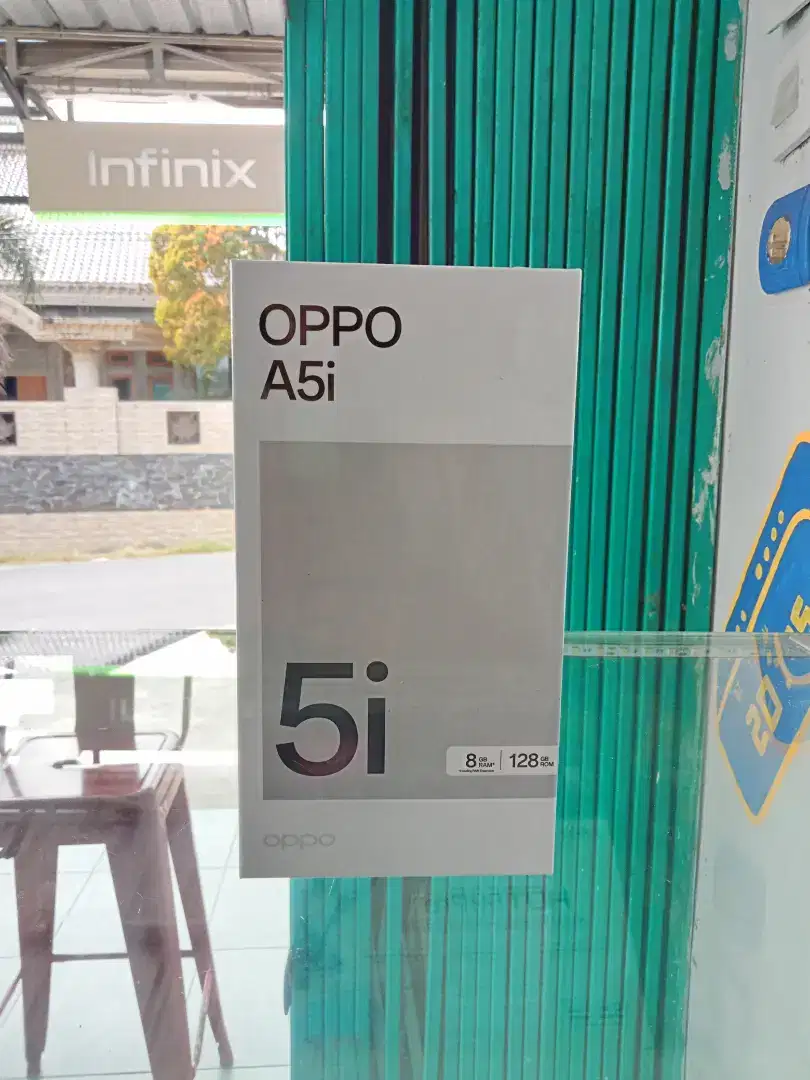 Infinix
OPPO
A5i
5i
8 GB RAM* | 128 GB ROM
oppo